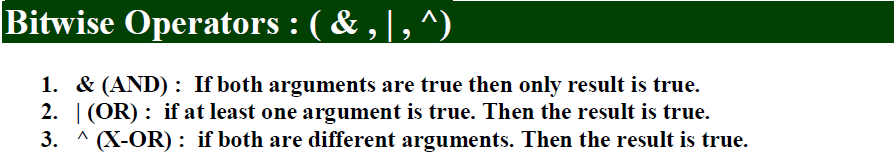 Bitwise Operators : ( & , | , ^)
1. & (AND) : If both arguments are true then only result is true.
2. | (OR) : if at least one argument is true. Then the result is true.
3. ^ (X-OR) : if both are different arguments. Then the result is true.